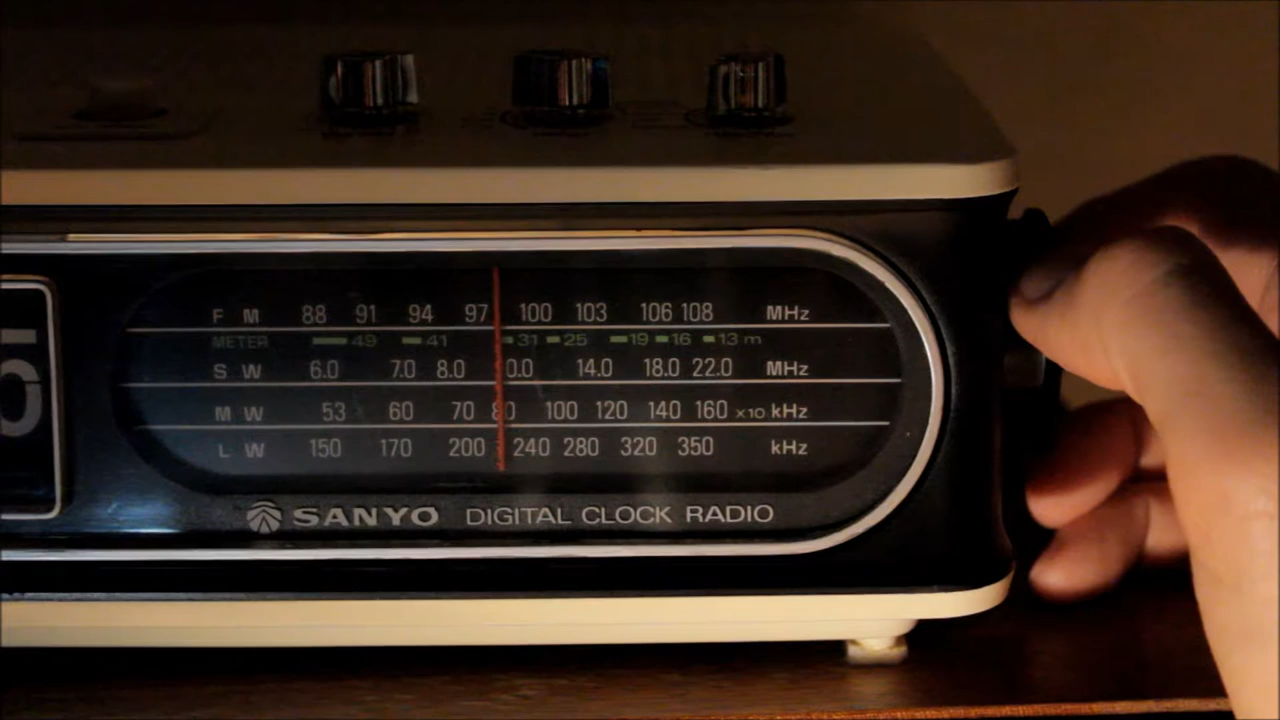 F M 88 91 94 97 100 103 106 108 MHz
METER 49 41 31 25 19 16 13 m
S W 6.0 7.0 8.0 0.0 14.0 18.0 22.0 MHz
M W 53 60 70 80 100 120 140 160 x10 kHz
L W 150 170 200 240 280 320 350 kHz
SANYO DIGITAL CLOCK RADIO